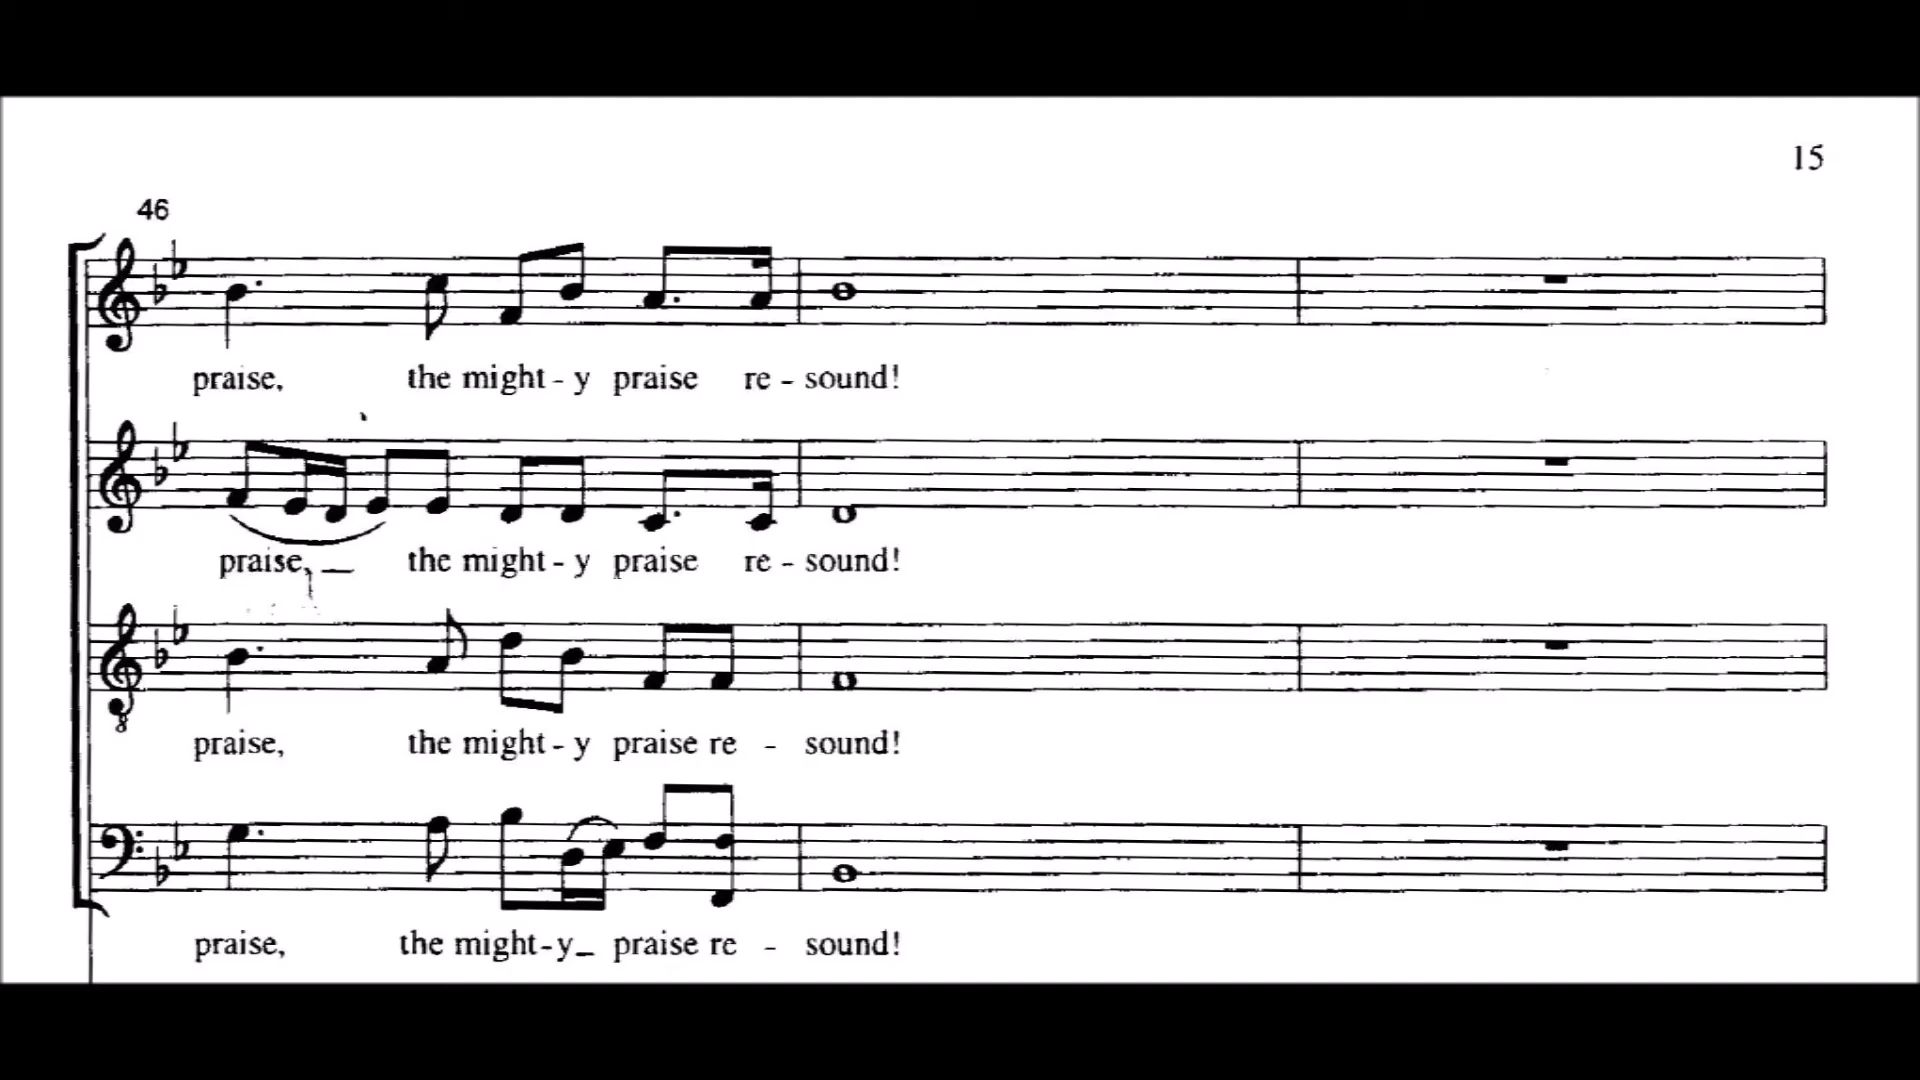 15
46
praise, the might - y praise re - sound!
praise, the might - y praise re - sound!
8
praise, the might - y praise re - sound!
praise, the might-y praise re - sound!